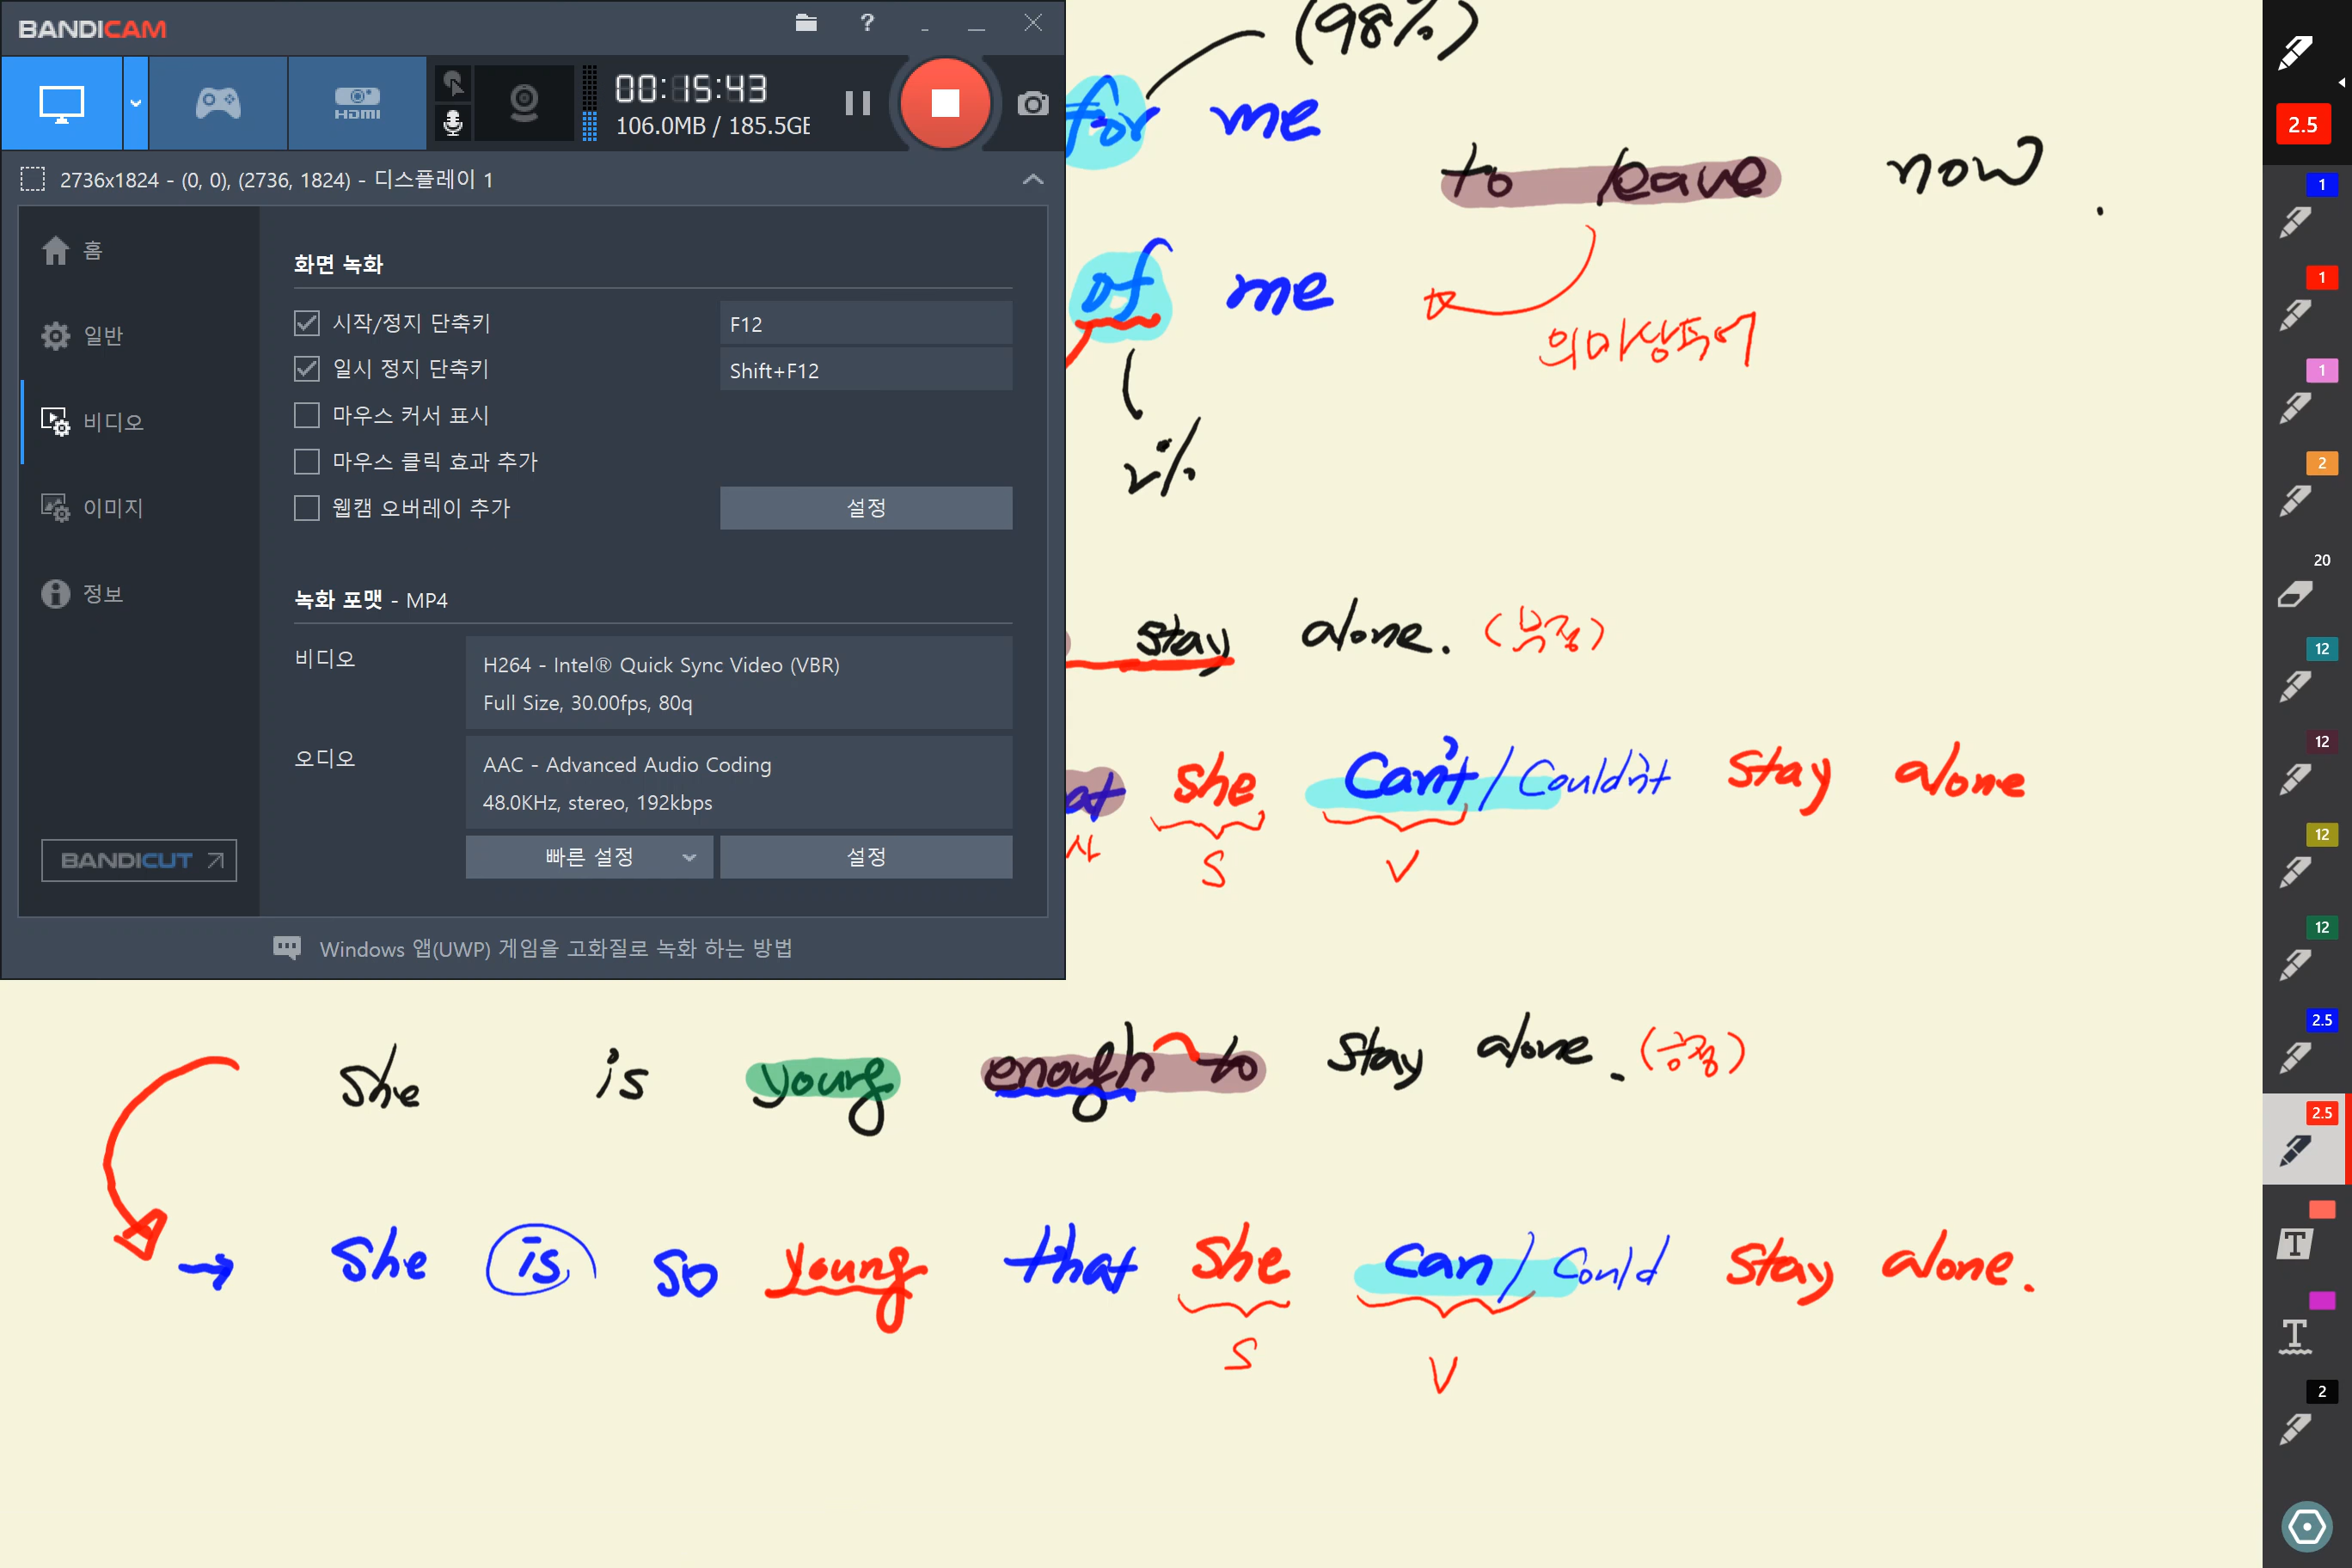 BANDICAM
?
HDMI
00:15:43
106.0MB / 185.5GE
2736x1824 - (0, 0), (2736, 1824) - 디스플레이 1
홈
일반
비디오
이미지
정보
BANDICUT
화면 녹화
시작/정지 단축키 F12
일시 정지 단축키 Shift+F12
마우스 커서 표시
마우스 클릭 효과 추가
웹캠 오버레이 추가 설정
녹화 포맷 - MP4
비디오 H264 - Intel® Quick Sync Video (VBR)
Full Size, 30.00fps, 80q
오디오 AAC - Advanced Audio Coding
48.0KHz, stereo, 192kbps
빠른 설정 설정
Windows 앱(UWP) 게임을 고화질로 녹화 하는 방법
(98%)
for me to leave now.
of me
의미상주어
2%
stay alone. (부정)
at she can't / couldn't stay alone
사 S V
she is young enough to stay alone. (긍정)
→ she is so young that she can / could stay alone.
S V
2.5
1
1
1
2
20
12
12
12
12
2.5
2.5
T
T
2